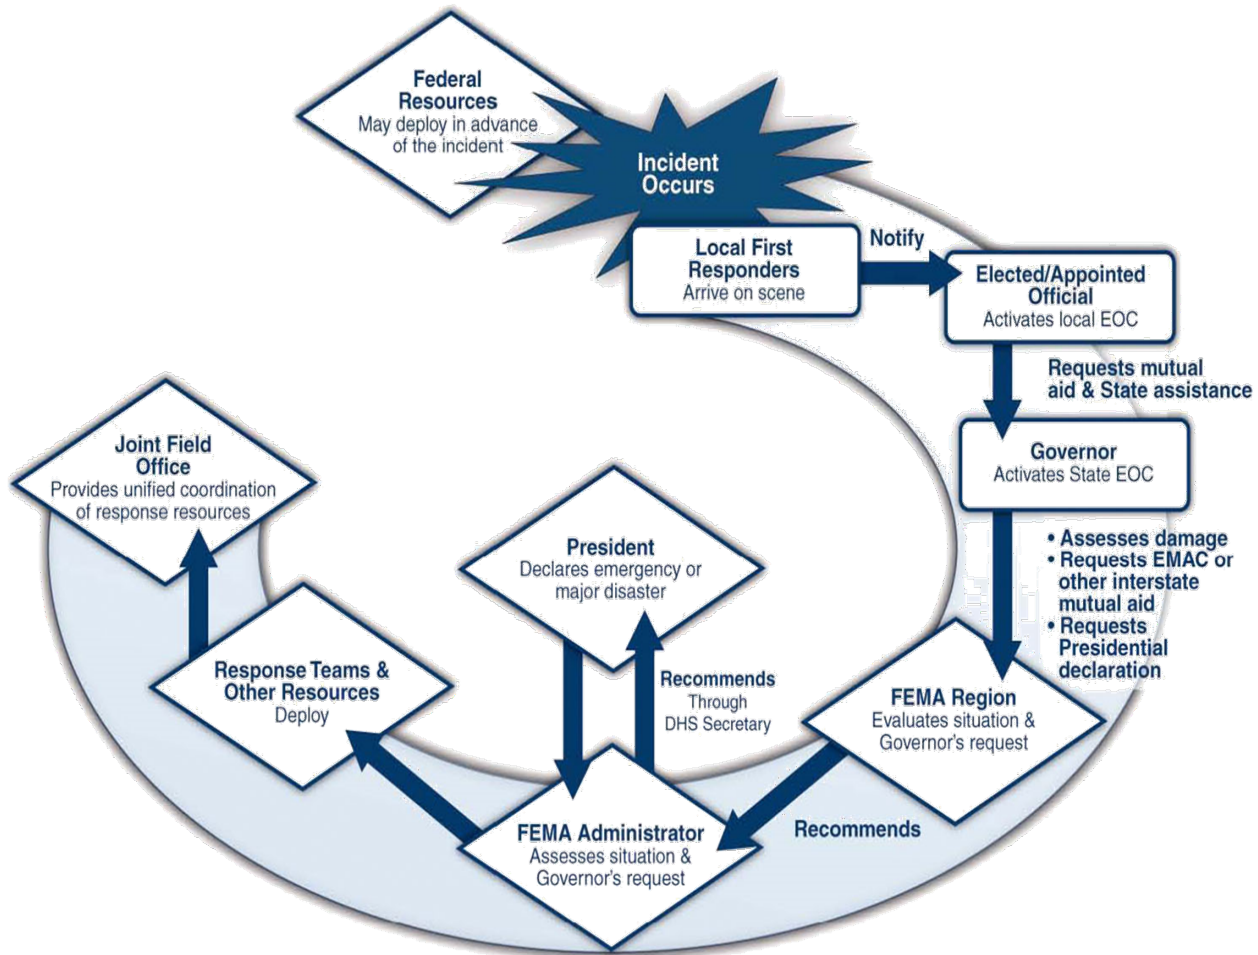 Federal
Resources
May deploy in advance
of the incident
Incident
Occurs
Local First
Responders
Arrive on scene
Notify
Elected/Appointed
Official
Activates local EOC
Requests mutual
aid & State assistance
Governor
Activates State EOC
• Assesses damage
• Requests EMAC or
other interstate
mutual aid
• Requests
Presidential
declaration
FEMA Region
Evaluates situation &
Governor's request
Recommends
FEMA Administrator
Assesses situation &
Governor's request
Recommends
Through
DHS Secretary
President
Declares emergency or
major disaster
Response Teams &
Other Resources
Deploy
Joint Field
Office
Provides unified coordination
of response resources